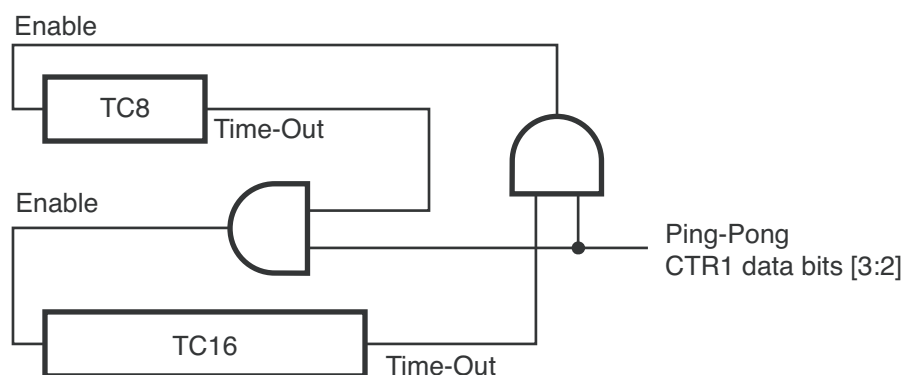 Enable
TC8
Time-Out
Enable
Ping-Pong
CTR1 data bits [3:2]
TC16
Time-Out